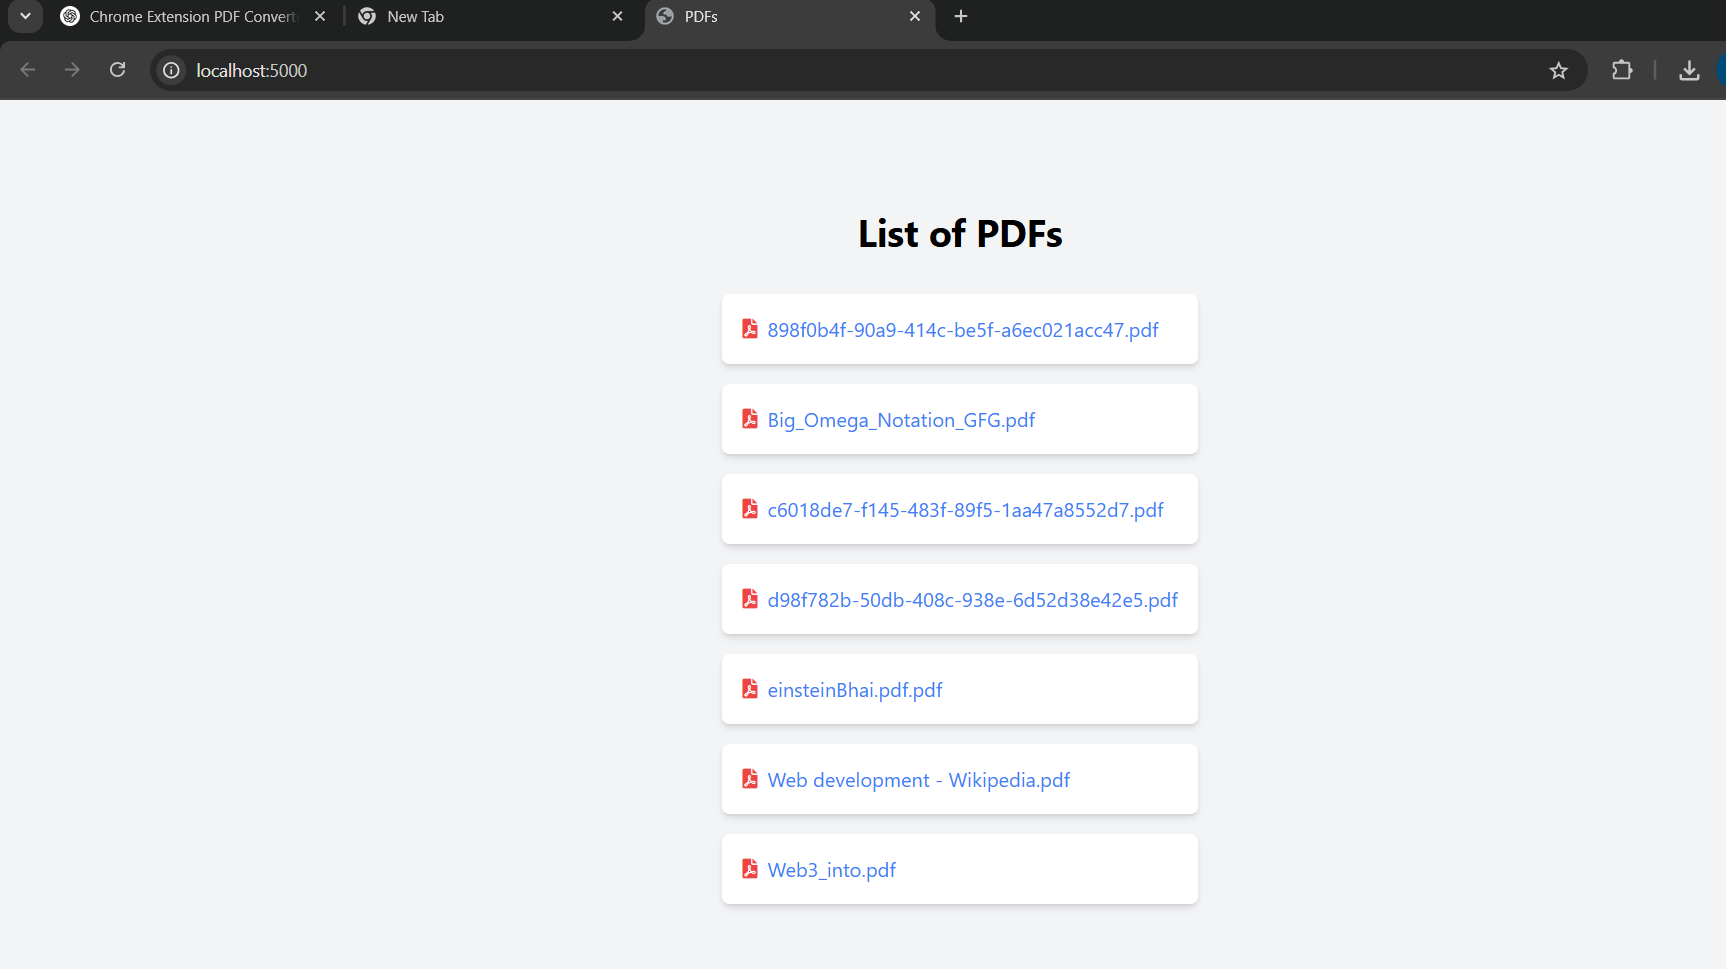 Chrome Extension PDF Convert
New Tab
PDFs
localhost:5000
List of PDFs
898f0b4f-90a9-414c-be5f-a6ec021acc47.pdf
Big_Omega_Notation_GFG.pdf
c6018de7-f145-483f-89f5-1aa47a8552d7.pdf
d98f782b-50db-408c-938e-6d52d38e42e5.pdf
einsteinBhai.pdf.pdf
Web development - Wikipedia.pdf
Web3_into.pdf